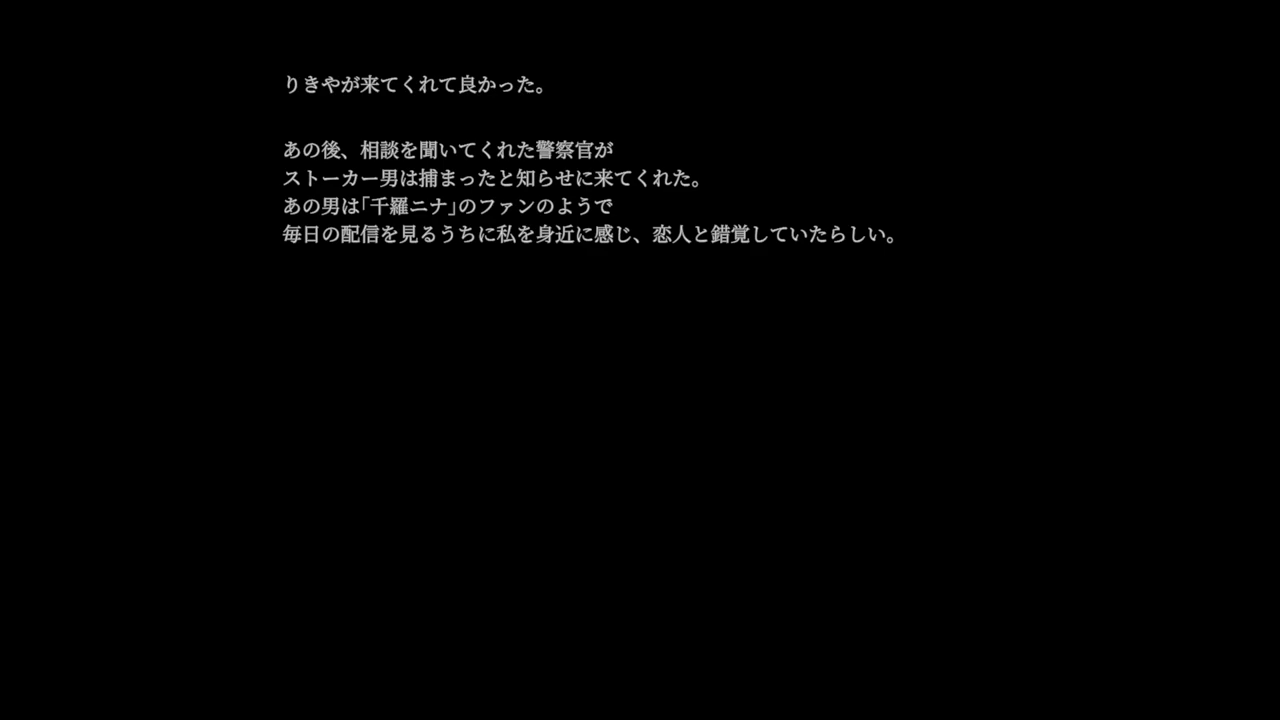 りきやが来てくれて良かった。
あの後、相談を聞いてくれた警察官が
ストーカー男は捕まったと知らせに来てくれた。
あの男は｢千羅ニナ｣のファンのようで
毎日の配信を見るうちに私を身近に感じ、恋人と錯覚していたらしい。